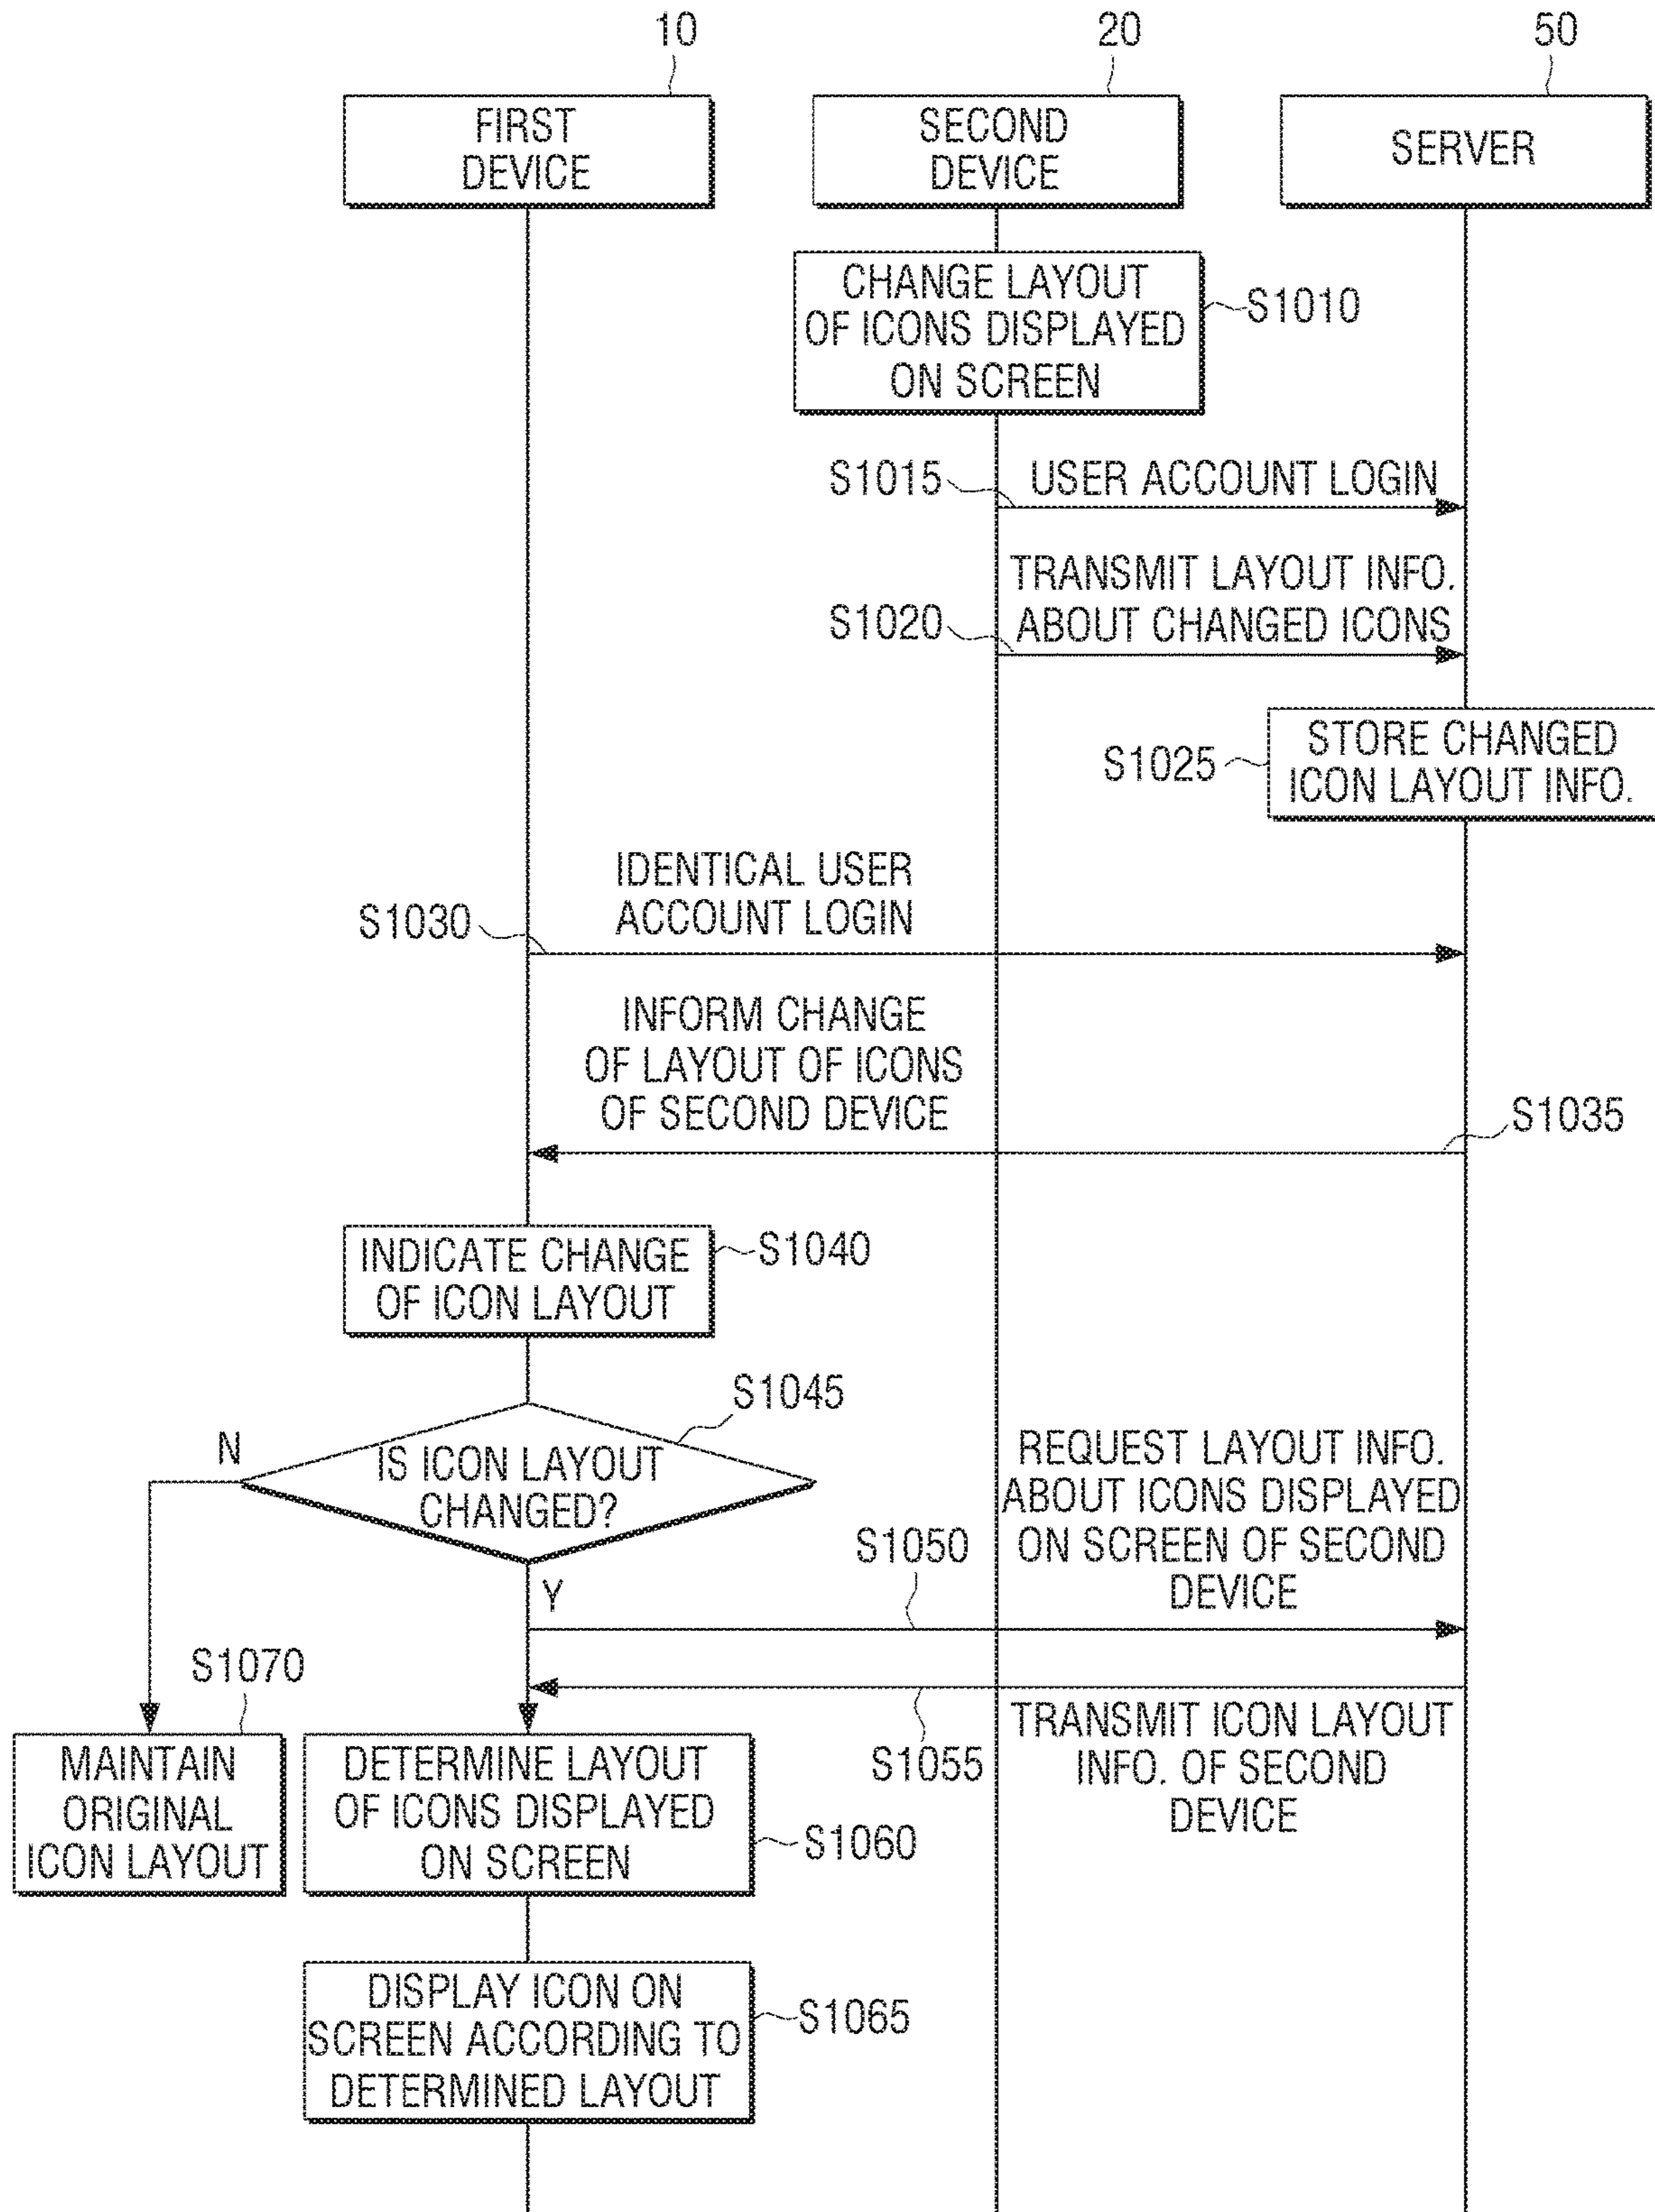 10
20
50
FIRST
DEVICE
SECOND
DEVICE
SERVER
CHANGE LAYOUT
OF ICONS DISPLAYED
ON SCREEN
S1010
S1015
USER ACCOUNT LOGIN
TRANSMIT LAYOUT INFO.
ABOUT CHANGED ICONS
S1020
STORE CHANGED
ICON LAYOUT INFO.
S1025
IDENTICAL USER
ACCOUNT LOGIN
S1030
INFORM CHANGE
OF LAYOUT OF ICONS
OF SECOND DEVICE
S1035
INDICATE CHANGE
OF ICON LAYOUT
S1040
S1045
N
IS ICON LAYOUT
CHANGED?
Y
REQUEST LAYOUT INFO.
ABOUT ICONS DISPLAYED
ON SCREEN OF SECOND
DEVICE
S1050
S1070
MAINTAIN
ORIGINAL
ICON LAYOUT
DETERMINE LAYOUT
OF ICONS DISPLAYED
ON SCREEN
S1060
S1055
TRANSMIT ICON LAYOUT
INFO. OF SECOND
DEVICE
DISPLAY ICON ON
SCREEN ACCORDING TO
DETERMINED LAYOUT
S1065